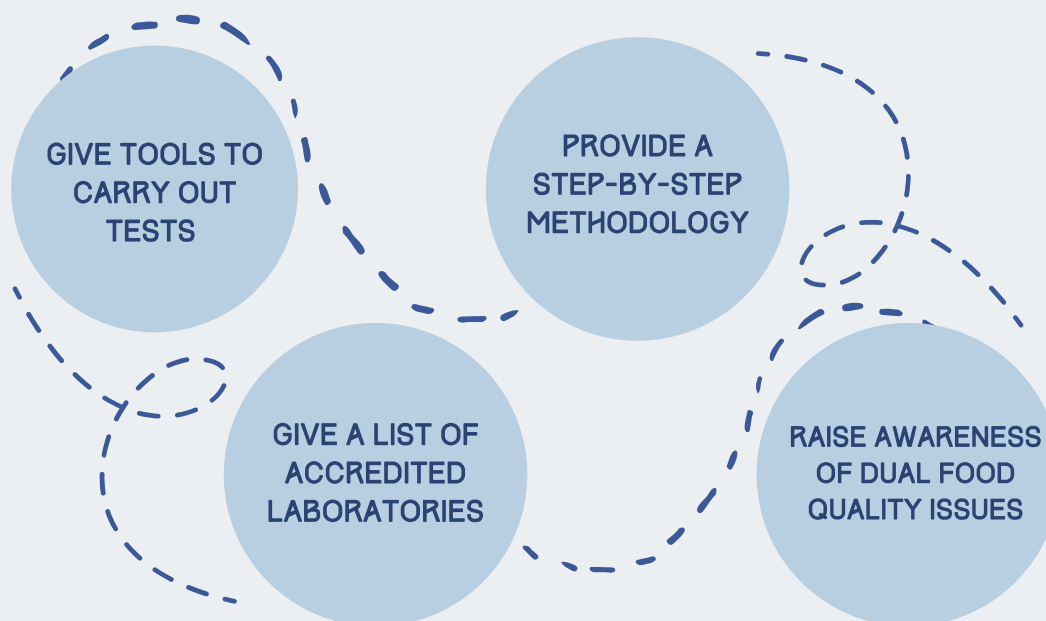 GIVE TOOLS TO
CARRY OUT
TESTS
PROVIDE A
STEP-BY-STEP
METHODOLOGY
GIVE A LIST OF
ACCREDITED
LABORATORIES
RAISE AWARENESS
OF DUAL FOOD
QUALITY ISSUES